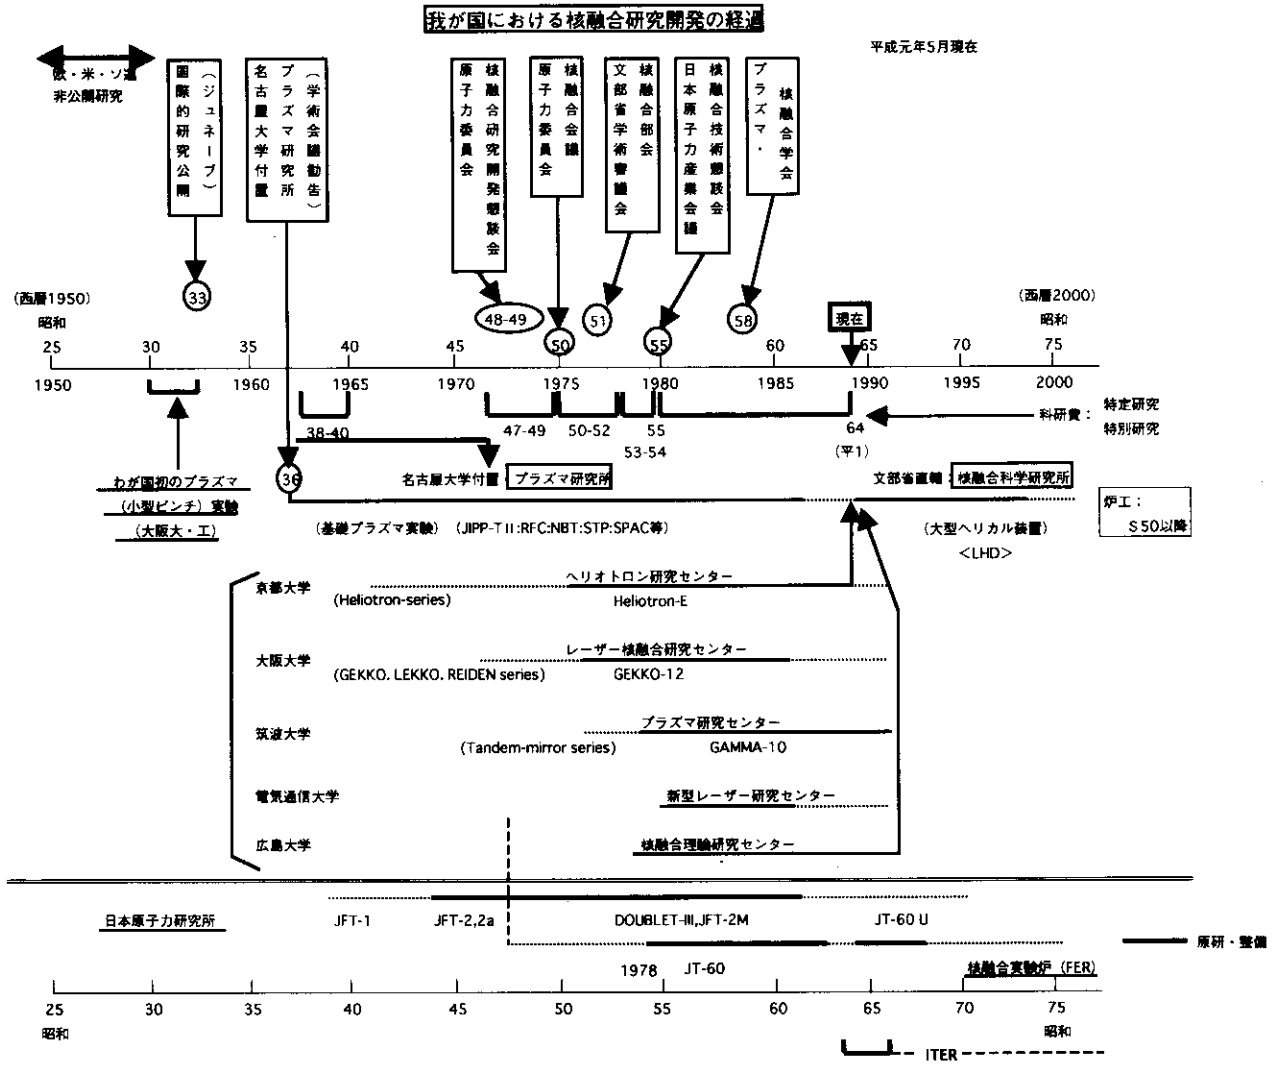 我が国における核融合研究開発の経過
平成元年5月現在
欧・米・ソ連
非公開研究
(ジュネーブ)
国際的研究公開
(学術会議勧告)
プラズマ研究所
名古屋大学付置
核融合研究開発懇談会
原子力委員会
核融合会議
原子力委員会
核融合部会
文部省学術審議会
核融合技術懇談会
日本原子力産業会議
核融合学会
プラズマ・
33
48-49
50
51
55
58
現在
(西暦1950)
昭和
(西暦2000)
昭和
25 30 35 40 45 60 65 70 75
1950 1960 1965 1970 1975 1980 1985 1990 1995 2000
38-40
47-49 50-52 55 64
53-54 (平1)
科研費:
特定研究
特別研究
わが国初のプラズマ
(小型ピンチ)実験
(大阪大・工)
36
名古屋大学付置:プラズマ研究所
文部省直轄:核融合科学研究所
炉工:
S50以降
(基礎プラズマ実験) (JIPP-TII:RFC:NBT:STP:SPAC等)
(大型ヘリカル装置)
<LHD>
京都大学
ヘリオトロン研究センター
(Heliotron-series) Heliotron-E
大阪大学
レーザー核融合研究センター
(GEKKO. LEKKO. REIDEN series) GEKKO-12
筑波大学
プラズマ研究センター
(Tandem-mirror series) GAMMA-10
電気通信大学
新型レーザー研究センター
広島大学
核融合理論研究センター
日本原子力研究所 JFT-1 JFT-2,2a DOUBLET-III,JFT-2M JT-60 U
原研・整備
1978 JT-60 核融合実験炉 (FER)
25 30 35 40 45 50 55 60 65 70 75
昭和 昭和
ITER